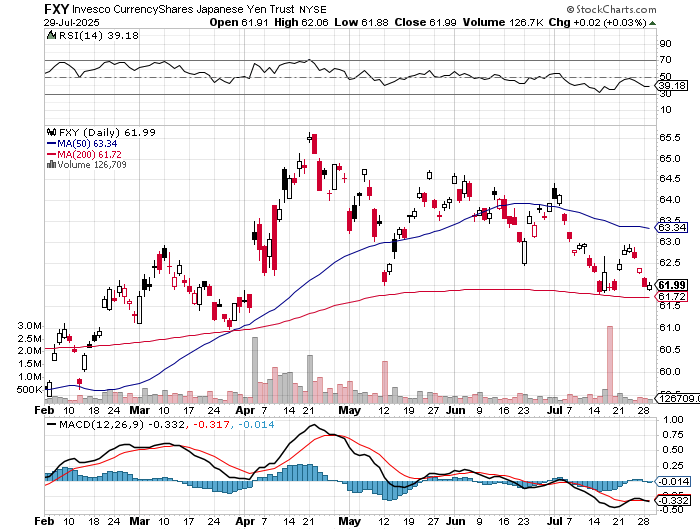 FXY Invesco CurrencyShares Japanese Yen Trust NYSE © StockCharts.com
29-Jul-2025 Open 61.91 High 62.06 Low 61.88 Close 61.99 Volume 126.7K Chg +0.02 (+0.03%)
RSI(14) 39.18
90
70
50
39.18
30
10
FXY (Daily) 61.99
MA(50) 63.34
MA(200) 61.72
Volume 126,709
65.5
65.0
64.5
64.0
63.5
63.34
63.0
62.5
61.99
61.72
61.5
61.0
60.5
60.0
3.0M
2.5M
2.0M
1.5M
1.0M
500K
126709.0
Feb 10 18 24 Mar 10 17 24 Apr 7 14 21 May 12 19 27 Jun 9 16 23 Jul 7 14 21 28
MACD(12,26,9) -0.332, -0.317, -0.014
1.00
0.75
0.50
0.25
-0.014
-0.332
-0.50
Feb 10 18 24 Mar 10 17 24 Apr 7 14 21 May 12 19 27 Jun 9 16 23 Jul 7 14 21 28